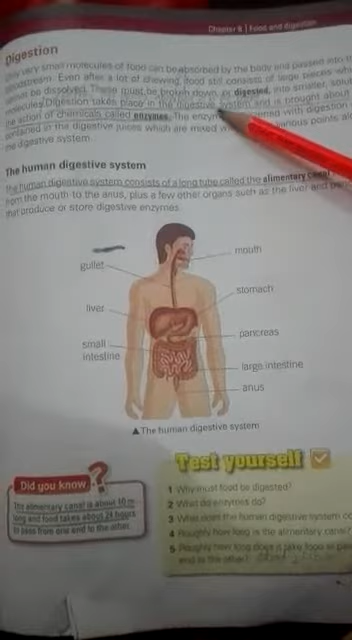 Chapter 8 | Food and digestion
Digestion
Only very small molecules of food can be absorbed by the body and passed into the
bloodstream. Even after a lot of chewing, food still consists of large pieces
cannot be dissolved. These must be broken down, or digested, into smaller,
molecules. Digestion takes place in the digestive system and is brought about
the action of chemicals called enzymes. The with digestion
contained in the digestive juices which are mixed various points
the digestive system.
The human digestive system
The human digestive system consists of a long tube called the alimentary canal
from the mouth to the anus, plus a few other organs such as the liver and
that produce or store digestive enzymes.
mouth
gullet
stomach
liver
pancreas
small
intestine
large intestine
anus
▲ The human digestive system
Test yourself
Did you know?
The alimentary canal is about 10 m
long and food takes about 24 hours
to pass from one end to the other.
1 Why must food be digested?
2 What do enzymes do?
3 What does the human digestive system
4 Roughly how long is the alimentary canal?
5 Roughly how long does it take food to
end to the other?